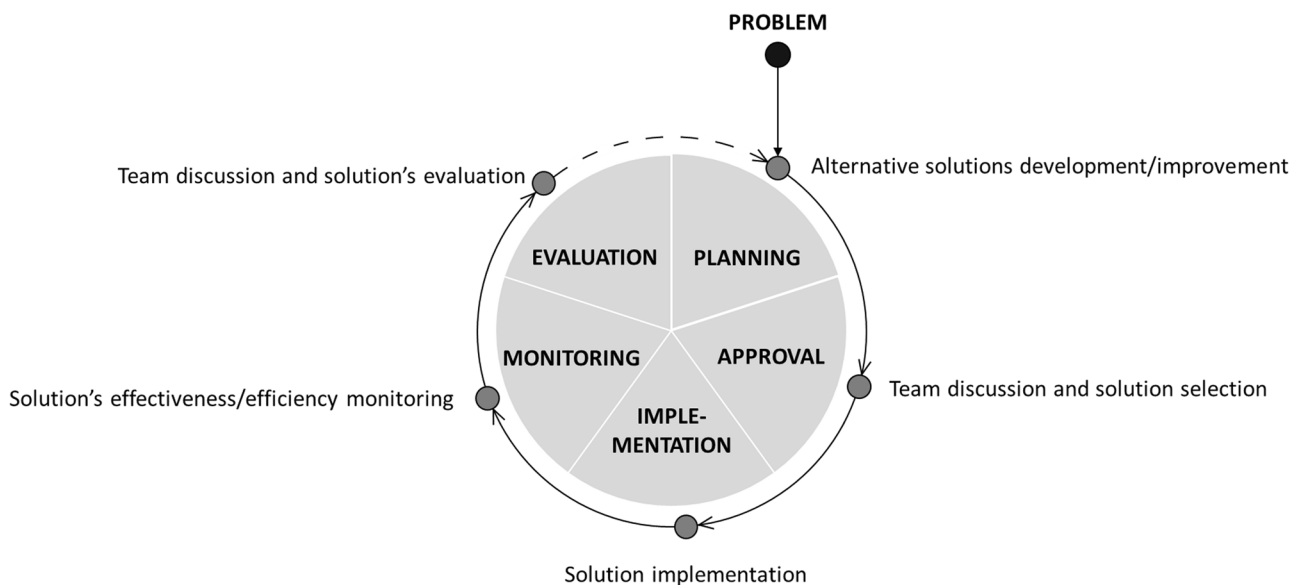 PROBLEM
Alternative solutions development/improvement
Team discussion and solution's evaluation
EVALUATION
PLANNING
MONITORING
APPROVAL
Team discussion and solution selection
Solution’s effectiveness/efficiency monitoring
IMPLE-
MENTATION
Solution implementation